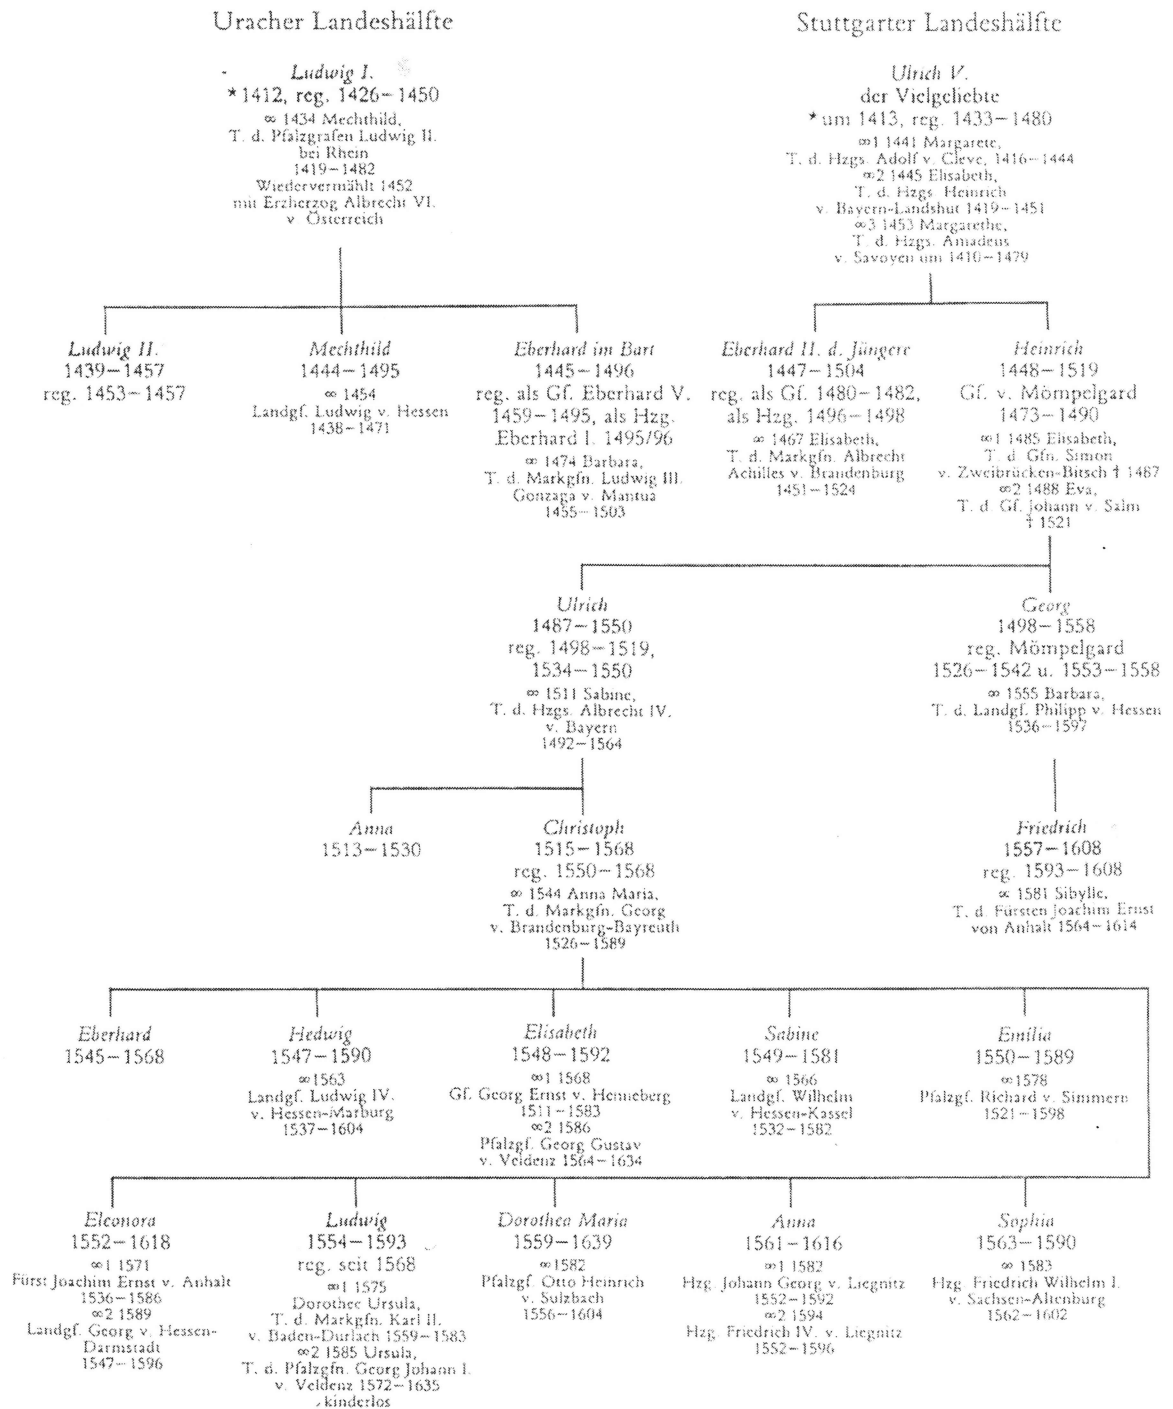 Uracher Landeshälfte
Stuttgarter Landeshälfte
Ludwig I.
* 1412, reg. 1426–1450
∞ 1434 Mechthild,
T. d. Pfalzgrafen Ludwig II.
bei Rhein
1419–1482
Wiedervermählt 1452
mit Erzherzog Albrecht VI.
v. Österreich
Ulrich V.
der Vielgeliebte
* um 1413, reg. 1433–1480
∞1 1441 Margarete,
T. d. Hzgs. Adolf v. Cleve, 1416–1444
∞2 1445 Elisabeth,
T. d. Hzgs. Heinrich
v. Bayern-Landshut 1419–1451
∞3 1453 Margarethe,
T. d. Hzgs. Amadeus
v. Savoyen um 1410–1479
Ludwig II.
1439–1457
reg. 1453–1457
Mechthild
1444–1495
∞ 1454
Landgf. Ludwig v. Hessen
1438–1471
Eberhard im Bart
1445–1496
reg. als Gf. Eberhard V.
1459–1495, als Hzg.
Eberhard I. 1495/96
∞ 1474 Barbara,
T. d. Markgfn. Ludwig III.
Gonzaga v. Mantua
1455–1503
Eberhard II. d. Jüngere
1447–1504
reg. als Gf. 1480–1482,
als Hzg. 1496–1498
∞ 1467 Elisabeth,
T. d. Markgfn. Albrecht
Achilles v. Brandenburg
1451–1524
Heinrich
1448–1519
Gf. v. Mömpelgard
1473–1490
∞1 1485 Elisabeth,
T. d. Gfn. Simon
v. Zweibrücken-Bitsch † 1487
∞2 1488 Eva,
T. d. Gf. Johann v. Salm
† 1521
Ulrich
1487–1550
reg. 1498–1519,
1534–1550
∞ 1511 Sabine,
T. d. Hzgs. Albrecht IV.
v. Bayern
1492–1564
Georg
1498–1558
reg. Mömpelgard
1526–1542 u. 1553–1558
∞ 1555 Barbara,
T. d. Landgf. Philipp v. Hessen
1536–1597
Anna
1513–1530
Christoph
1515–1568
reg. 1550–1568
∞ 1544 Anna Maria,
T. d. Markgfn. Georg
v. Brandenburg-Bayreuth
1526–1589
Friedrich
1557–1608
reg. 1593–1608
∞ 1581 Sibylle,
T. d. Fürsten Joachim Ernst
von Anhalt 1564–1614
Eberhard
1545–1568
Hedwig
1547–1590
∞1563
Landgf. Ludwig IV.
v. Hessen-Marburg
1537–1604
Elisabeth
1548–1592
∞1 1568
Gf. Georg Ernst v. Henneberg
1511–1583
∞2 1586
Pfalzgf. Georg Gustav
v. Veldenz 1564–1634
Sabine
1549–1581
∞ 1566
Landgf. Wilhelm
v. Hessen-Kassel
1532–1582
Emilia
1550–1589
∞1578
Pfalzgf. Richard v. Simmern
1521–1598
Eleonora
1552–1618
∞1 1571
Fürst Joachim Ernst v. Anhalt
1536–1586
∞2 1589
Landgf. Georg v. Hessen-
Darmstadt
1547–1596
Ludwig
1554–1593
reg. seit 1568
∞1 1575
Dorothee Ursula,
T. d. Markgfn. Karl II.
v. Baden-Durlach 1559–1583
∞2 1585 Ursula,
T. d. Pfalzgfn. Georg Johann I.
v. Veldenz 1572–1635
kinderlos
Dorothea Maria
1559–1639
∞1582
Pfalzgf. Otto Heinrich
v. Sulzbach
1556–1604
Anna
1561–1616
∞1 1582
Hzg. Johann Georg v. Liegnitz
1552–1592
∞2 1594
Hzg. Friedrich IV. v. Liegnitz
1552–1596
Sophia
1563–1590
∞ 1583
Hzg. Friedrich Wilhelm I.
v. Sachsen-Altenburg
1562–1602